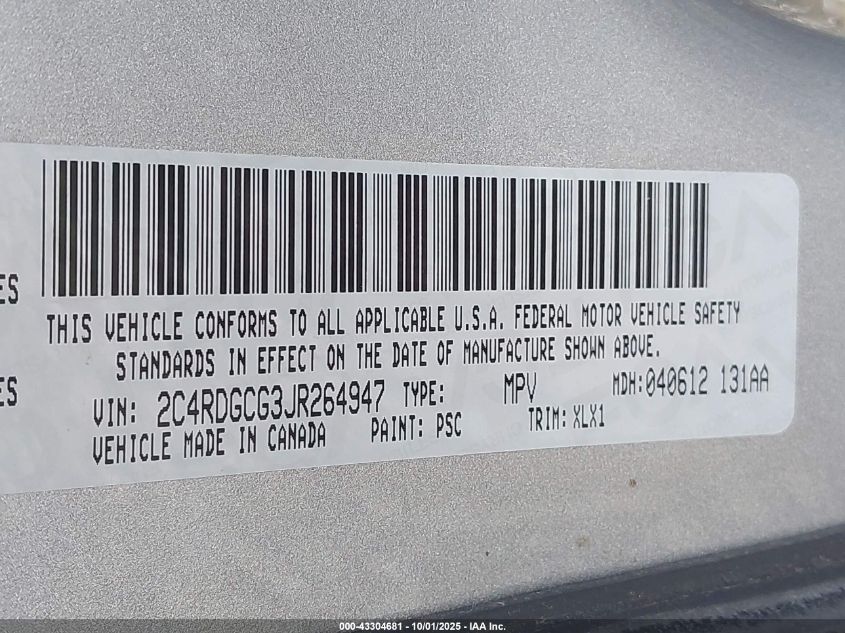 ES
THIS VEHICLE CONFORMS TO ALL APPLICABLE U.S.A. FEDERAL MOTOR VEHICLE SAFETY
STANDARDS IN EFFECT ON THE DATE OF MANUFACTURE SHOWN ABOVE.
ES
VIN: 2C4RDGCG3JR264947 TYPE: MPV MDH:040612 131AA
VEHICLE MADE IN CANADA PAINT: PSC TRIM: XLX1
000-43304681 - 10/01/2025 - IAA Inc.